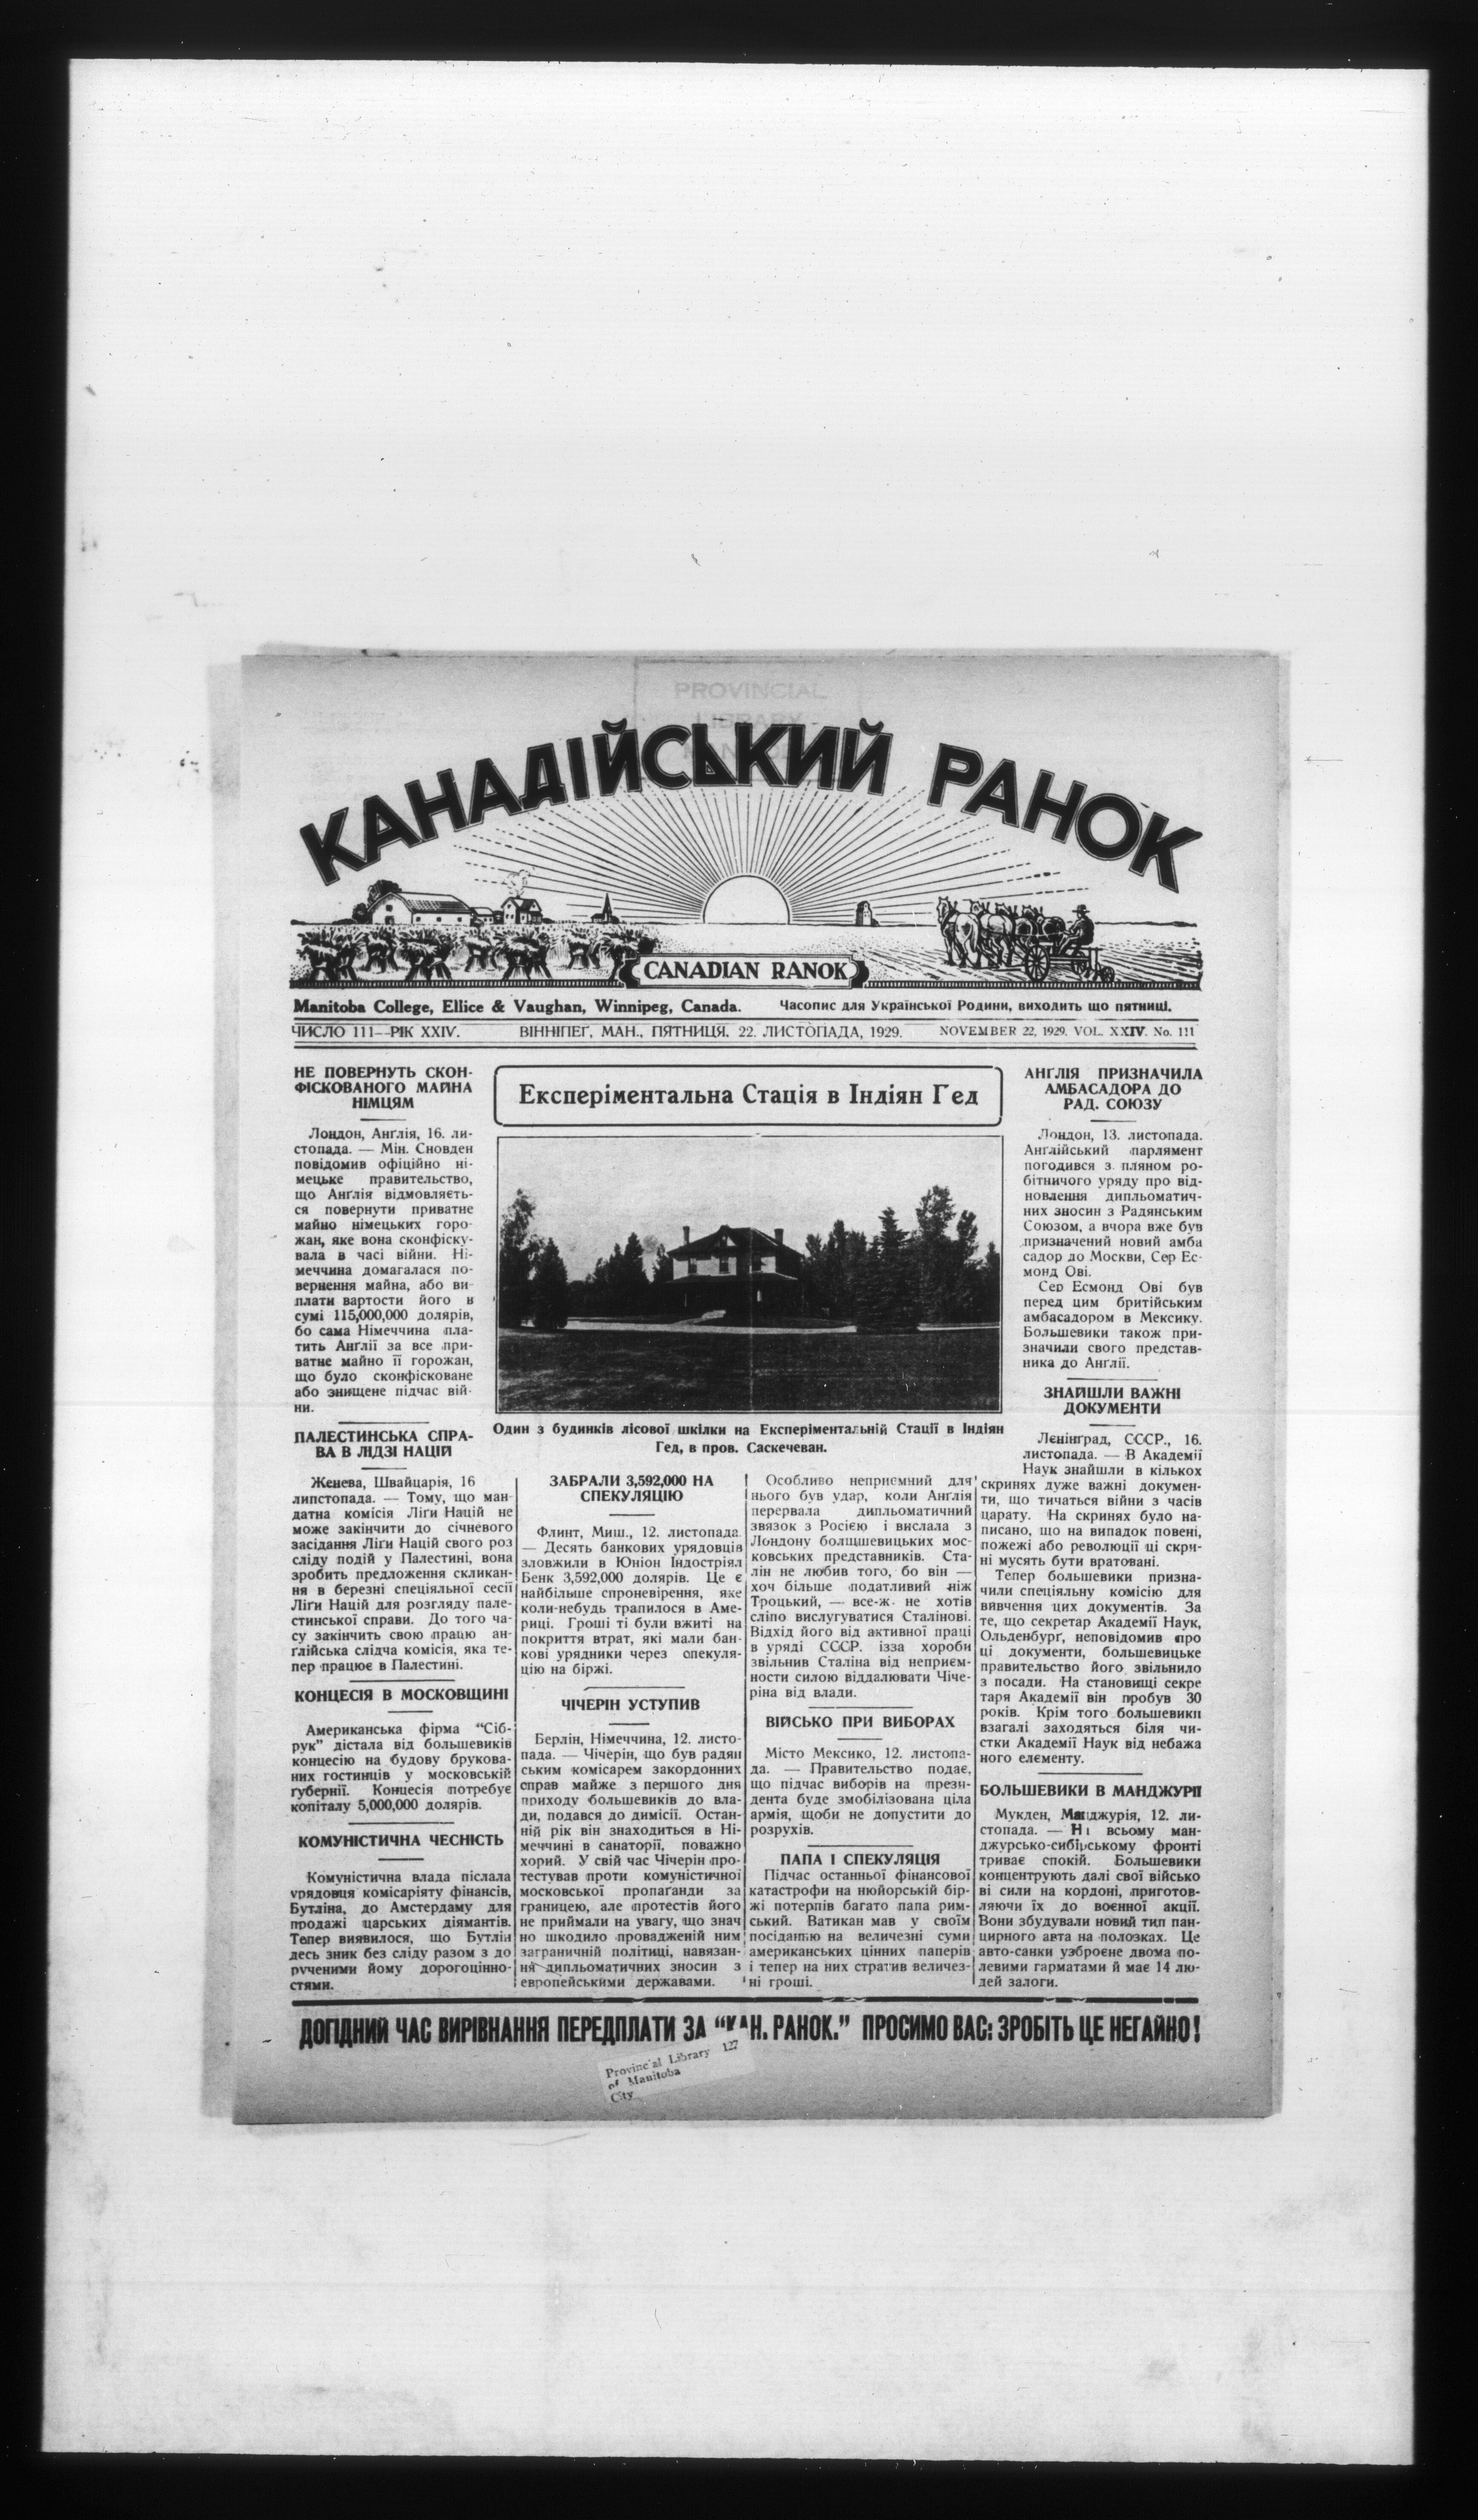 PROVINCIAL
LIBRARY
КАНАДІЙСЬКИЙ РАНОК
CANADIAN RANOK
Manitoba College, Ellice & Vaughan, Winnipeg, Canada. Часопис для Української Родини, виходить що пятниці.
ЧИСЛО 111--РІК XXIV. ВІННІПЕҐ, МАН., ПЯТНИЦЯ. 22. ЛИСТОПАДА, 1929. NOVEMBER 22, 1929. VOL. XXIV. No. 111
НЕ ПОВЕРНУТЬ СКОН-
ФІСКОВАНОГО МАЙНА
НІМЦЯМ
Лондон, Анґлія, 16. ли-
стопада. — Мін. Сновден
повідомив офіційно ні-
мецьке правительство,
що Анґлія відмовляєть-
ся повернути приватне
майно німецьких горо-
жан, яке вона сконфіску-
вала в часі війни. Ні-
меччина домагалася по-
вернення майна, або ви-
плати вартости його в
сумі 115,000,000 долярів,
бо сама Німеччина пла-
тить Анґлії за все при-
ватне майно її горожан,
що було сконфісковане
або знищене підчас вій-
ни.
ПАЛЕСТИНСЬКА СПРА-
ВА В ЛІДЗІ НАЦІЙ
Женева, Швайцарія, 16
липстопада. — Тому, що ман-
датна комісія Ліґи Націй не
може закінчити до січневого
засідання Ліґи Націй свого роз
сліду подій у Палестині, вона
зробить предложення скликан-
ня в березні спеціяльної сесії
Ліґи Націй для розгляду пале-
стинської справи. До того ча-
су закінчить свою працю ан-
ґлійська слідча комісія, яка те-
пер працює в Палестині.
КОНЦЕСІЯ В МОСКОВЩИНІ
Американська фірма “Сіб-
рук” дістала від большевиків
концесію на будову брукова-
них гостинців у московській
ґубернії. Концесія потребує
копіталу 5,000,000 долярів.
КОМУНІСТИЧНА ЧЕСНІСТЬ
Комуністична влада післала
урядовця комісаріяту фінансів,
Бутліна, до Амстердаму для
продажі царських діямантів.
Тепер виявилося, що Бутлін
десь зник без сліду разом з до
рученими йому дорогоцінно-
стями.
Експеріментальна Стація в Індіян Гед
Один з будинків лісової шкілки на Експеріментальній Стації в Індіян
Гед, в пров. Саскечеван.
ЗАБРАЛИ 3,592,000 НА
СПЕКУЛЯЦІЮ
Флинт, Миш., 12. листопада.
— Десять банкових урядовців
зловжили в Юніон Індостріял
Бенк 3,592,000 долярів. Це є
найбільше спроневірення, яке
коли-небудь трапилося в Аме-
риці. Гроші ті були вжиті на
покриття втрат, які мали бан-
кові урядники через спекуля-
цію на біржі.
ЧІЧЕРІН УСТУПИВ
Берлін, Німеччина, 12. листо-
пада. — Чічерін, що був радян
ським комісарем закордонних
справ майже з першого дня
приходу большевиків до вла-
ди, подався до димісії. Остан-
ній рік він знаходиться в Ні-
меччині в санаторії, поважно
хорий. У свій час Чічерін про-
тестував проти комуністичної
московської пропаґанди за
границею, але протестів його
не приймали на увагу, що знач
но шкодило провадженій ним
заграничній політиці, навязан-
ня дипльоматичних зносин з
европейськими державами.
Особливо неприємний для
нього був удар, коли Анґлія
перервала дипльоматичний
звязок з Росією і вислала з
Лондону болщшевицьких мос-
ковських представників. Ста-
лін не любив того, бо він —
хоч більше податливий ніж
Троцький, — все-ж не хотів
сліпо вислугуватися Сталінові.
Відхід його від активної праці
в уряді СССР. ізза хороби
звільнив Сталіна від неприєм-
ности силою віддалювати Чіче-
ріна від влади.
ВІЙСЬКО ПРИ ВИБОРАХ
Місто Мексико, 12. листопа-
да. — Правительство подає,
що підчас виборів на прези-
дента буде змобілізована ціла
армія, щоби не допустити до
розрухів.
ПАПА І СПЕКУЛЯЦІЯ
Підчас останньої фінансової
катастрофи на нюйорській бір-
жі потерпів багато папа рим-
ський. Ватикан мав у своїм
посіданню на величезні суми
американських цінних паперів
і тепер на них стратив величез-
ні гроші.
АНҐЛІЯ ПРИЗНАЧИЛА
АМБАСАДОРА ДО
РАД. СОЮЗУ
Лондон, 13. листопада.
Анґлійський парлямент
погодився з пляном ро-
бітничого уряду про від-
новлення дипльоматич-
них зносин з Радянським
Союзом, а вчора вже був
призначений новий амба
садор до Москви, Сер Ес-
монд Ові.
Сер Есмонд Ові був
перед цим бритійським
амбасадором в Мексику.
Большевики також при-
значили свого представ-
ника до Анґлії.
ЗНАЙШЛИ ВАЖНІ
ДОКУМЕНТИ
Лєнінґрад, СССР., 16.
листопада. — В Академії
Наук знайшли в кількох
скринях дуже важні докумен-
ти, що тичаться війни з часів
царату. На скринях було на-
писано, що на випадок повені,
пожежі або революції ці скри-
ні мусять бути вратовані.
Тепер большевики призна-
чили спеціяльну комісію для
вивчення цих документів. За
те, що секретар Академії Наук,
Ольденбурґ, неповідомив про
ці документи, большевицьке
правительство його звільнило
з посади. На становищі секре
таря Академії він пробув 30
років. Крім того большевики
взагалі заходяться біля чи-
стки Академії Наук від небажа
ного елементу.
БОЛЬШЕВИКИ В МАНДЖУРІЇ
Мукден, Манджурія, 12. ли-
стопада. — На всьому ман-
джурсько-сибірському фронті
триває спокій. Большевики
концентрують далі свої військо
ві сили на кордоні, приготов-
ляючи їх до воєнної акції.
Вони збудували новий тип пан-
цирного авта на полозках. Це
авто-санки узброєне двома по-
левими гарматами й має 14 лю-
дей залоги.
ДОГІДНИЙ ЧАС ВИРІВНАННЯ ПЕРЕДПЛАТИ ЗА “КАН. РАНОК.” ПРОСИМО ВАС: ЗРОБІТЬ ЦЕ НЕГАЙНО!
Provincial Library 127
of Manitoba
City